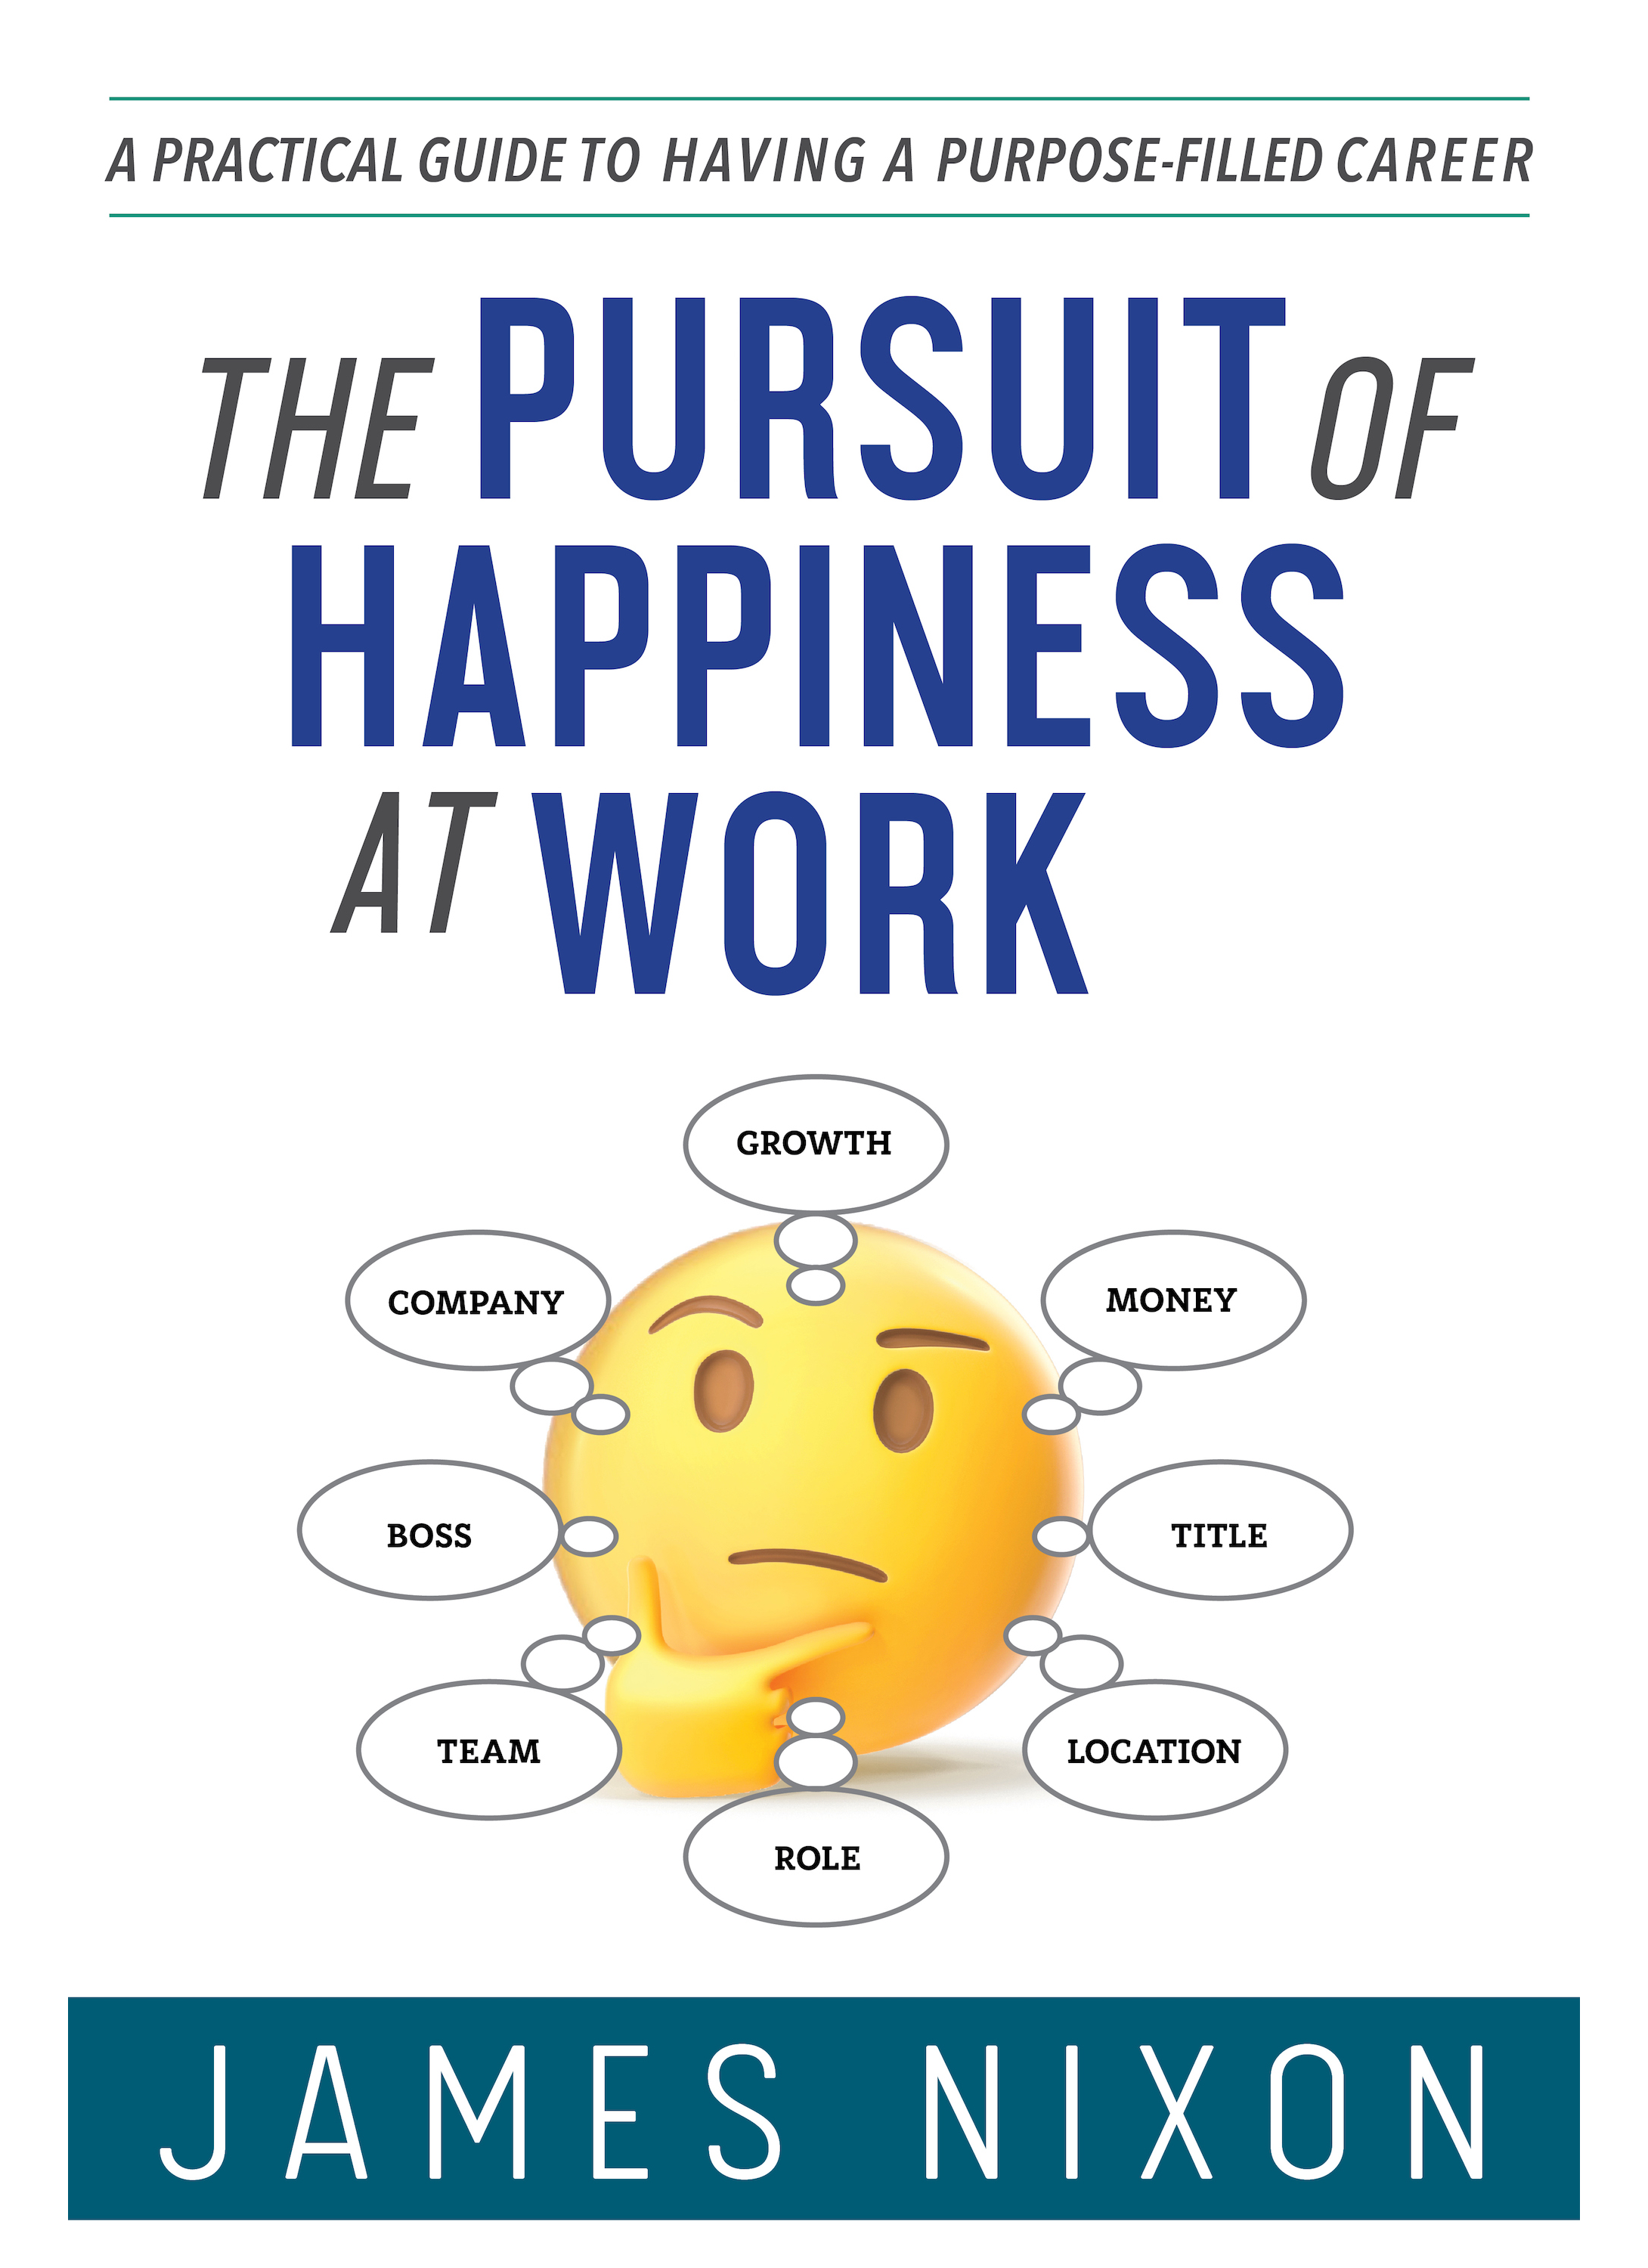 A PRACTICAL GUIDE TO HAVING A PURPOSE-FILLED CAREER
THE PURSUIT OF
HAPPINESS
AT WORK
GROWTH
COMPANY
MONEY
BOSS
TITLE
TEAM
LOCATION
ROLE
JAMES NIXON